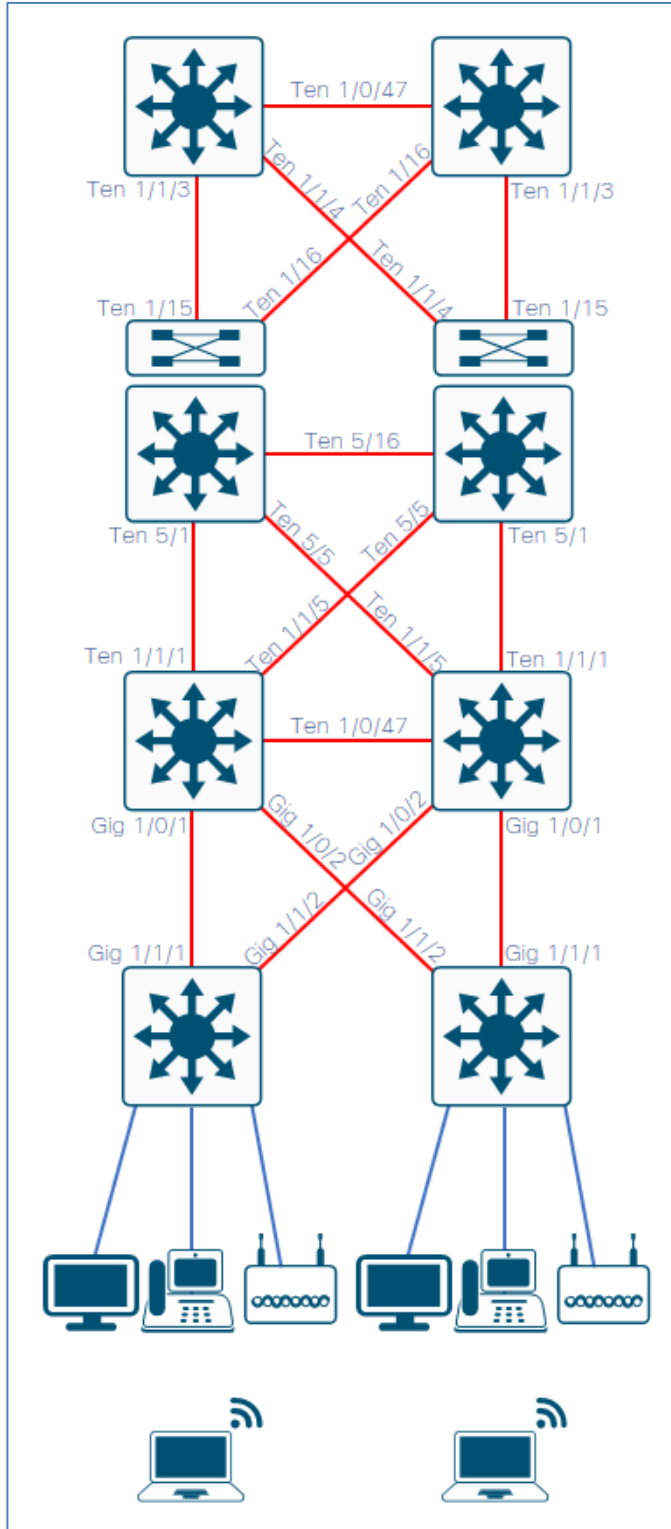 Ten 1/0/47
Ten 1/1/3
Ten 1/1/4
Ten 1/16
Ten 1/1/3
Ten 1/15
Ten 1/16
Ten 1/1/4
Ten 1/15
Ten 5/16
Ten 5/1
Ten 5/5
Ten 5/5
Ten 5/1
Ten 1/1/1
Ten 1/1/5
Ten 1/1/5
Ten 1/1/1
Ten 1/0/47
Gig 1/0/1
Gig 1/0/2
Gig 1/0/2
Gig 1/0/1
Gig 1/1/1
Gig 1/1/2
Gig 1/1/2
Gig 1/1/1